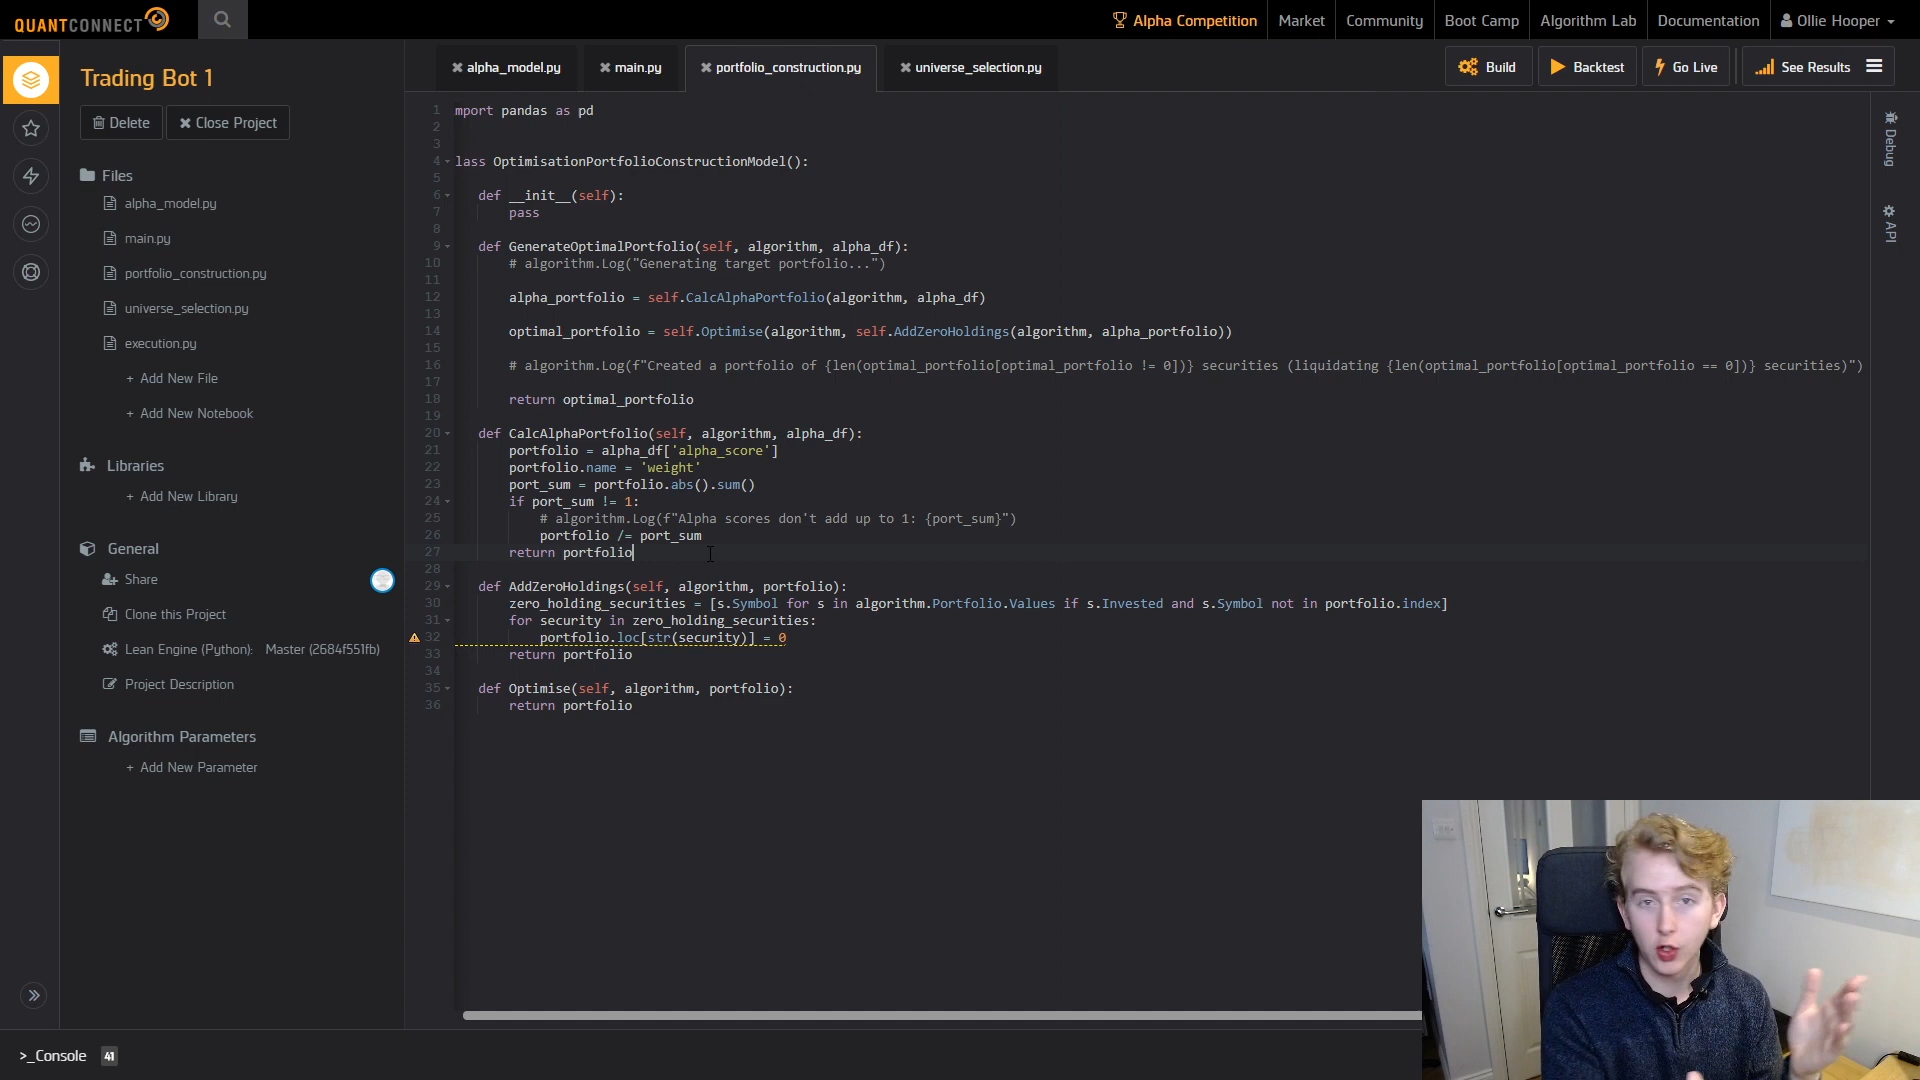 QUANTCONNECT
Alpha Competition
Market
Community
Boot Camp
Algorithm Lab
Documentation
Ollie Hooper
Trading Bot 1
Delete
Close Project
Files
alpha_model.py
main.py
portfolio_construction.py
universe_selection.py
execution.py
+ Add New File
+ Add New Notebook
Libraries
+ Add New Library
General
Share
Clone this Project
Lean Engine (Python): Master (2684f551fb)
Project Description
Algorithm Parameters
+ Add New Parameter
alpha_model.py
main.py
portfolio_construction.py
universe_selection.py
Build
Backtest
Go Live
See Results
1 mport pandas as pd
2
3
4 lass OptimisationPortfolioConstructionModel():
5
6 def __init__(self):
7 pass
8
9 def GenerateOptimalPortfolio(self, algorithm, alpha_df):
10 # algorithm.Log("Generating target portfolio...")
11
12 alpha_portfolio = self.CalcAlphaPortfolio(algorithm, alpha_df)
13
14 optimal_portfolio = self.Optimise(algorithm, self.AddZeroHoldings(algorithm, alpha_portfolio))
15
16 # algorithm.Log(f"Created a portfolio of {len(optimal_portfolio[optimal_portfolio != 0])} securities (liquidating {len(optimal_portfolio[optimal_portfolio == 0])} securities)")
17
18 return optimal_portfolio
19
20 def CalcAlphaPortfolio(self, algorithm, alpha_df):
21 portfolio = alpha_df['alpha_score']
22 portfolio.name = 'weight'
23 port_sum = portfolio.abs().sum()
24 if port_sum != 1:
25 # algorithm.Log(f"Alpha scores don't add up to 1: {port_sum}")
26 portfolio /= port_sum
27 return portfolio
28
29 def AddZeroHoldings(self, algorithm, portfolio):
30 zero_holding_securities = [s.Symbol for s in algorithm.Portfolio.Values if s.Invested and s.Symbol not in portfolio.index]
31 for security in zero_holding_securities:
32 portfolio.loc[str(security)] = 0
33 return portfolio
34
35 def Optimise(self, algorithm, portfolio):
36 return portfolio
Debug
API
>_Console 41